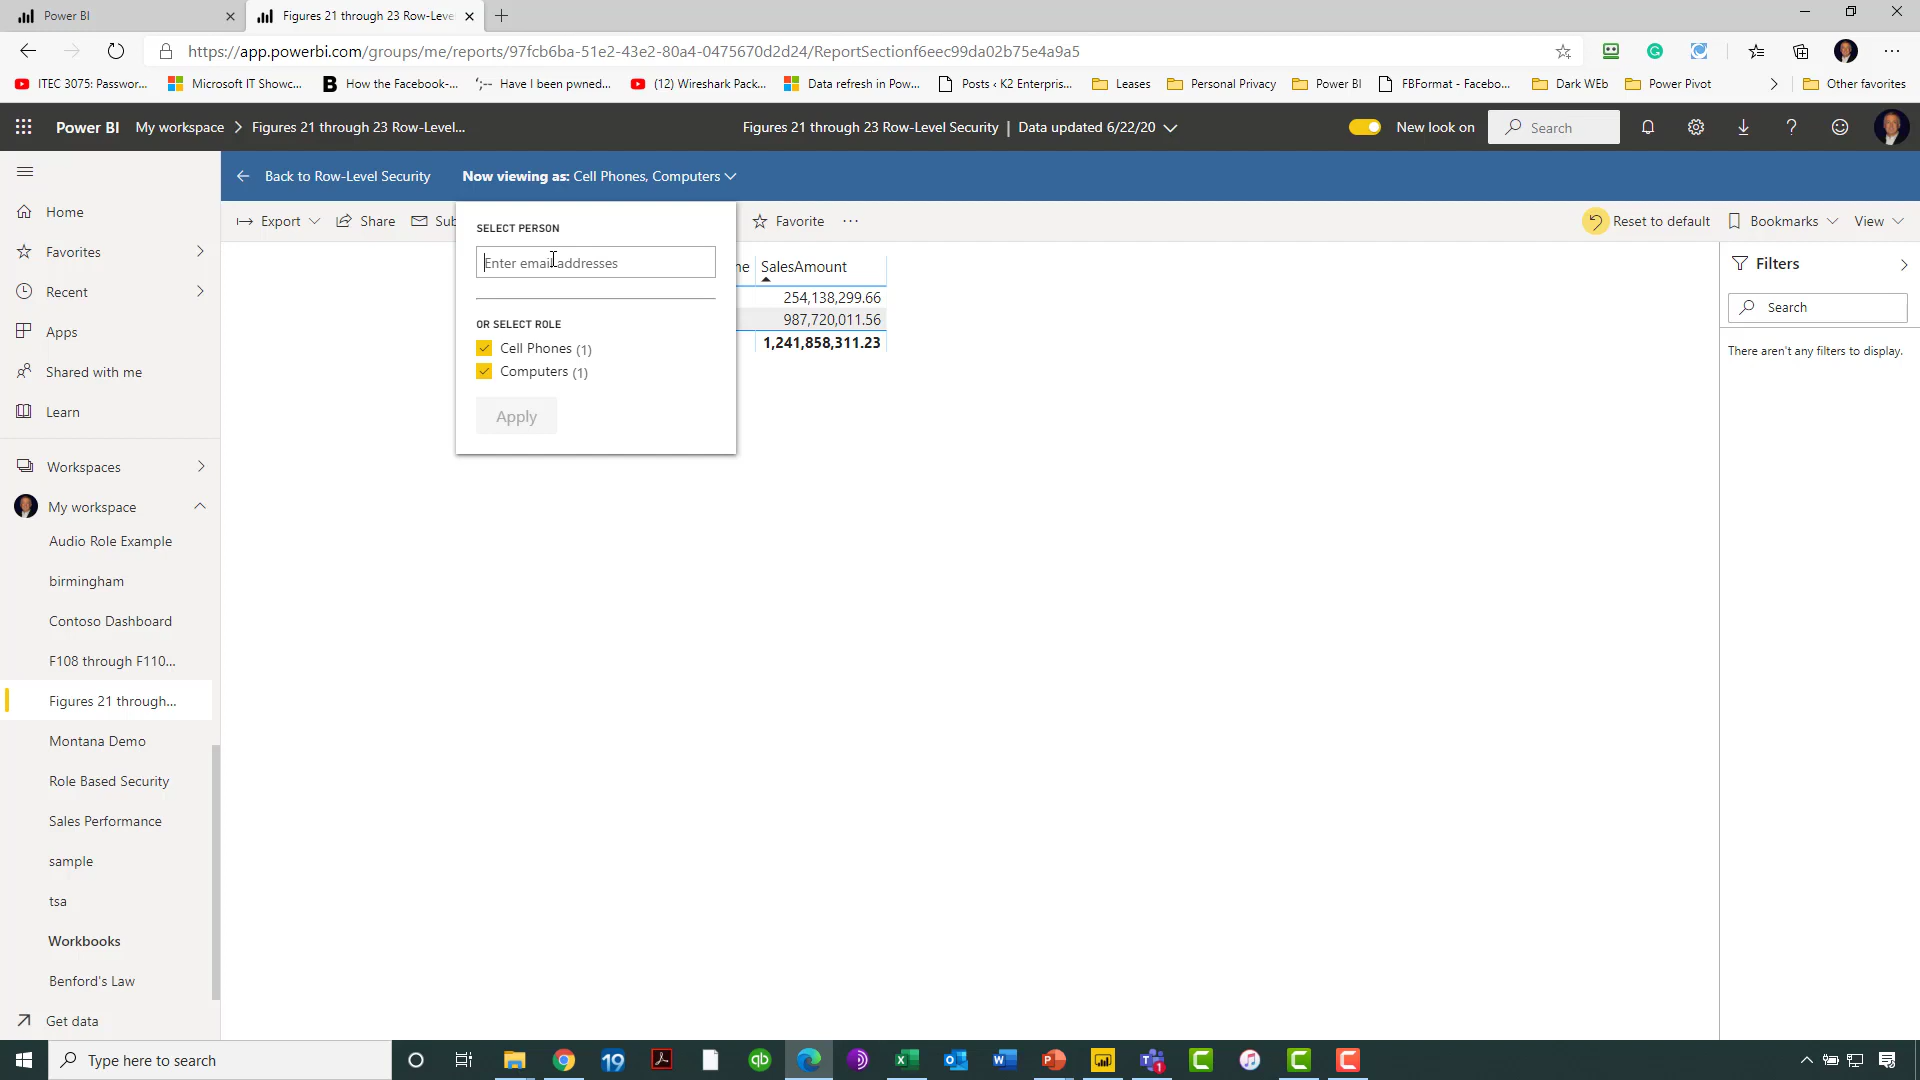 Power BI
Figures 21 through 23 Row-Leve
https://app.powerbi.com/groups/me/reports/97fcb6ba-51e2-43e2-80a4-0475670d2d24/ReportSectionf6eec99da02b75e4a9a5
ITEC 3075: Passwor...
Microsoft IT Showc...
How the Facebook-...
Have I been pwned...
(12) Wireshark Pack...
Data refresh in Pow...
Posts ‹ K2 Enterpris...
Leases
Personal Privacy
Power BI
FBFormat - Facebo...
Dark WEb
Power Pivot
Other favorites
Power BI
My workspace
Figures 21 through 23 Row-Level...
Figures 21 through 23 Row-Level Security | Data updated 6/22/20
New look on
Search
Back to Row-Level Security
Now viewing as: Cell Phones, Computers
Export
Share
Sub
Favorite
Reset to default
Bookmarks
View
SELECT PERSON
Enter email addresses
OR SELECT ROLE
Cell Phones (1)
Computers (1)
Apply
ne
SalesAmount
254,138,299.66
987,720,011.56
1,241,858,311.23
Filters
Search
There aren't any filters to display.
Home
Favorites
Recent
Apps
Shared with me
Learn
Workspaces
My workspace
Audio Role Example
birmingham
Contoso Dashboard
F108 through F110...
Figures 21 through...
Montana Demo
Role Based Security
Sales Performance
sample
tsa
Workbooks
Benford's Law
Get data
Type here to search
19